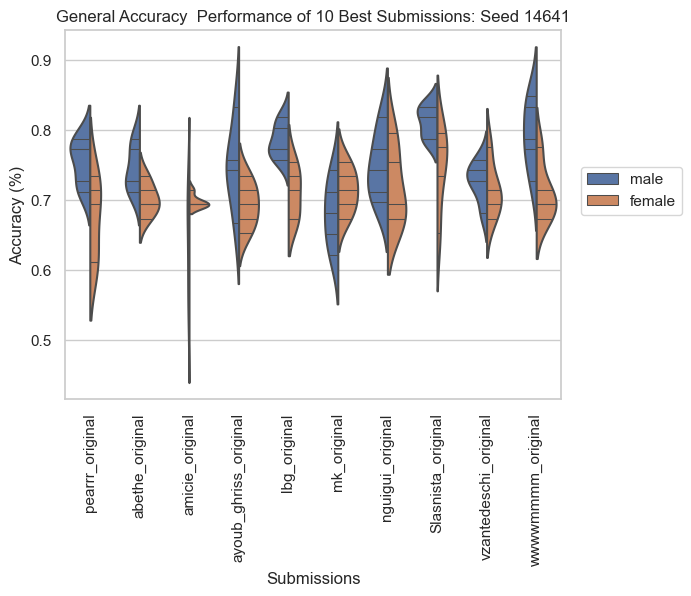 General Accuracy  Performance of 10 Best Submissions: Seed 14641
Accuracy (%)
0.9
0.8
0.7
0.6
0.5
male
female
pearrr_original
abethe_original
amicie_original
ayoub_ghriss_original
lbg_original
mk_original
nguigui_original
Slasnista_original
vzantedeschi_original
wwwwmmmm_original
Submissions